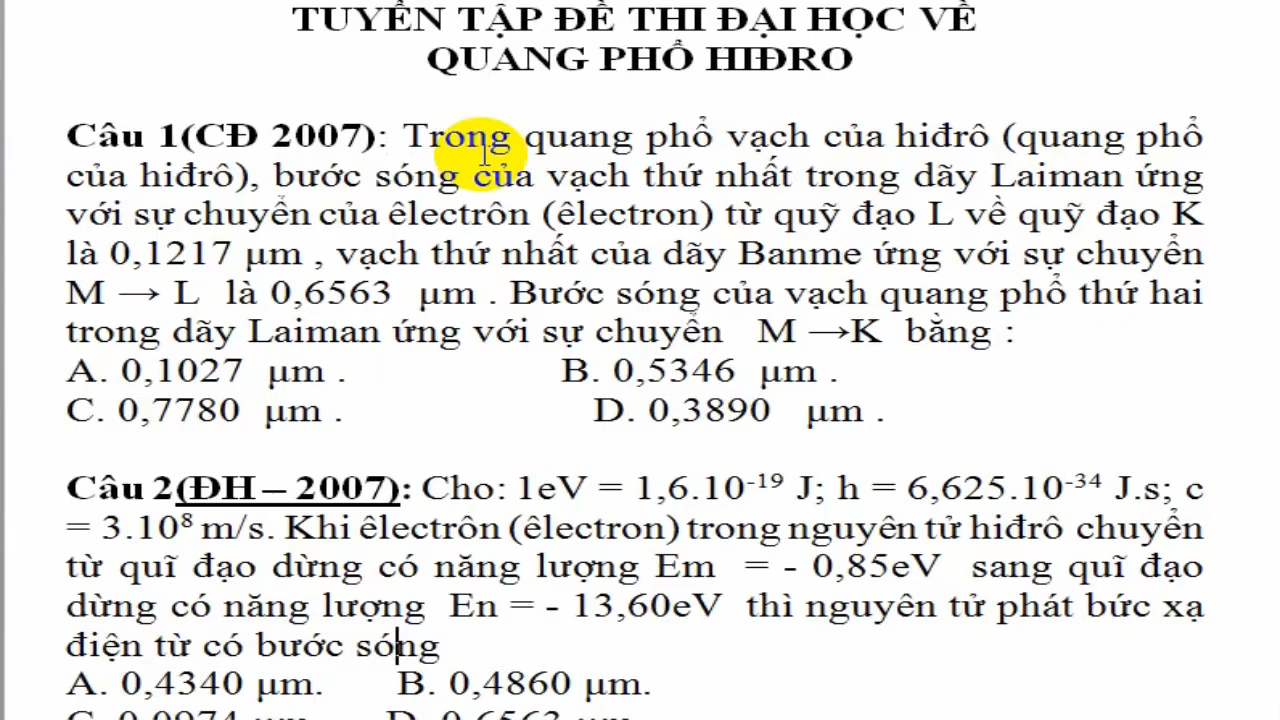 TUYỂN TẬP ĐỀ THI ĐẠI HỌC VỀ
QUANG PHỔ HIĐRO
Câu 1(CĐ 2007): Trong quang phổ vạch của hiđrô (quang phổ
của hiđrô), bước sóng của vạch thứ nhất trong dãy Laiman ứng
với sự chuyển của êlectrôn (êlectron) từ quỹ đạo L về quỹ đạo K
là 0,1217 μm , vạch thứ nhất của dãy Banme ứng với sự chuyển
M → L là 0,6563 μm . Bước sóng của vạch quang phổ thứ hai
trong dãy Laiman ứng với sự chuyển M →K bằng :
A. 0,1027 μm . B. 0,5346 μm .
C. 0,7780 μm . D. 0,3890 μm .
Câu 2(ĐH – 2007): Cho: 1eV = 1,6.10⁻¹⁹ J; h = 6,625.10⁻³⁴ J.s; c
= 3.10⁸ m/s. Khi êlectrôn (êlectron) trong nguyên tử hiđrô chuyển
từ quĩ đạo dừng có năng lượng Em = - 0,85eV sang quĩ đạo
dừng có năng lượng En = - 13,60eV thì nguyên tử phát bức xạ
điện từ có bước sóng
A. 0,4340 μm. B. 0,4860 μm.
C. 0,0974 μm. D. 0,6563 μm.